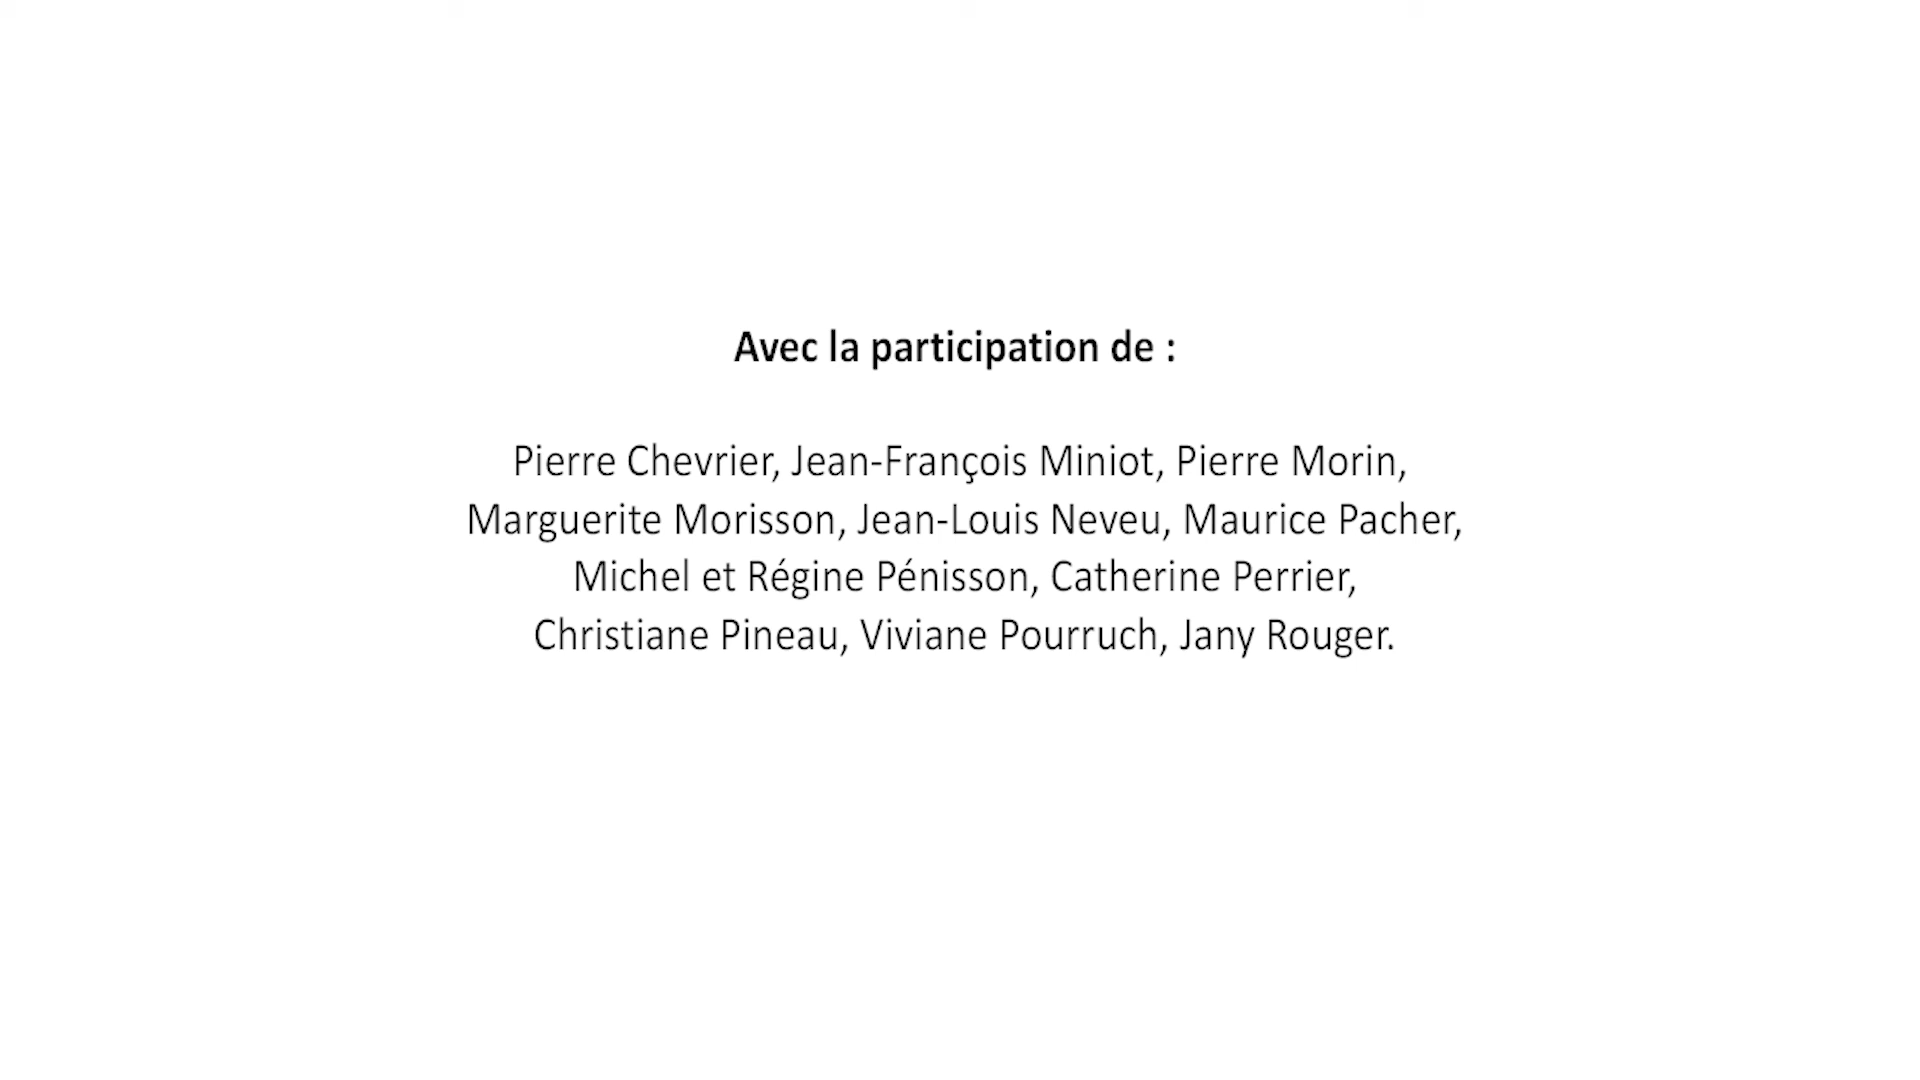 Avec la participation de :
Pierre Chevrier, Jean-François Miniot, Pierre Morin,
Marguerite Morisson, Jean-Louis Neveu, Maurice Pacher,
Michel et Régine Pénisson, Catherine Perrier,
Christiane Pineau, Viviane Pourruch, Jany Rouger.